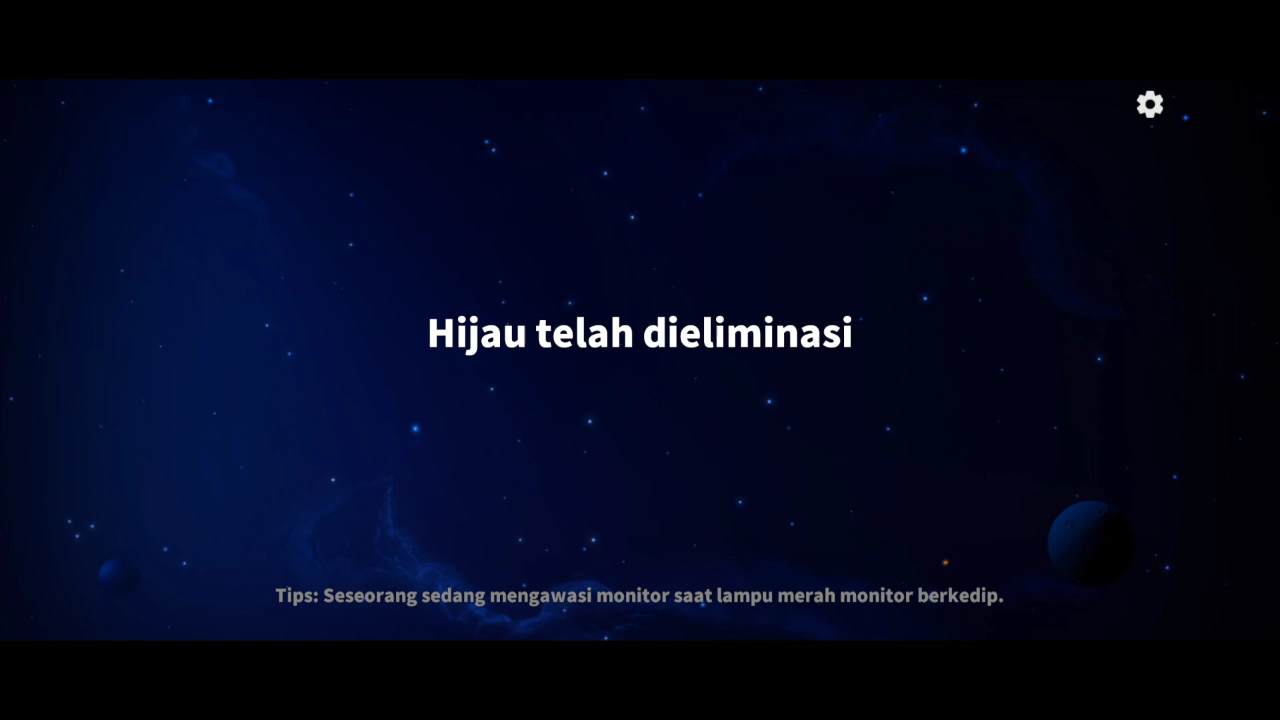 Hijau telah dieliminasi
Tips: Seseorang sedang mengawasi monitor saat lampu merah monitor berkedip.